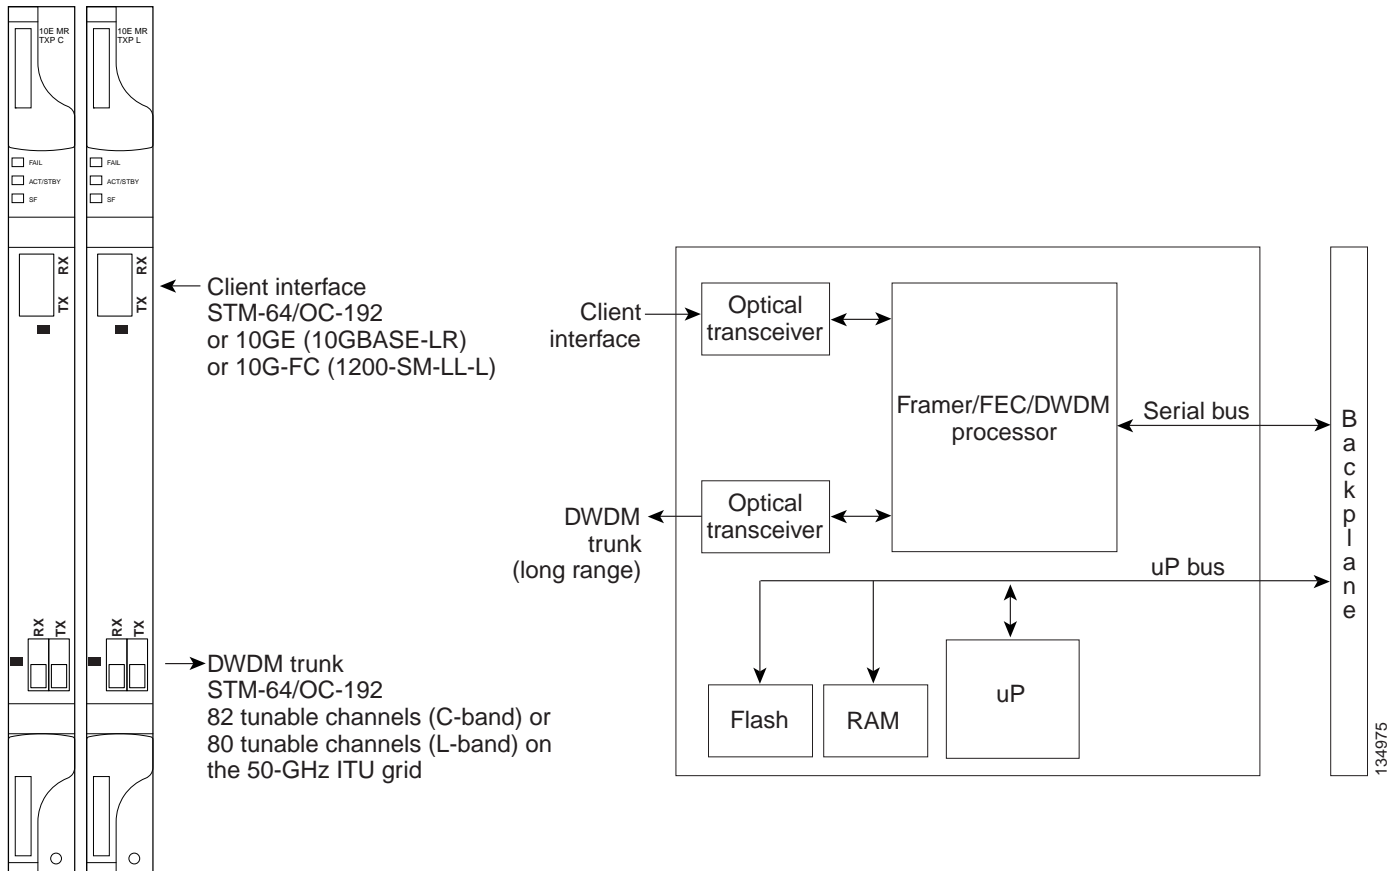 10E MR
TXP C
10E MR
TXP L
FAIL
ACT/STBY
SF
FAIL
ACT/STBY
SF
RX
TX
RX
TX
Client interface
STM-64/OC-192
or 10GE (10GBASE-LR)
or 10G-FC (1200-SM-LL-L)
RX
TX
RX
TX
DWDM trunk
STM-64/OC-192
82 tunable channels (C-band) or
80 tunable channels (L-band) on
the 50-GHz ITU grid
Client
interface
Optical
transceiver
Framer/FEC/DWDM
processor
Serial bus
DWDM
trunk
(long range)
Optical
transceiver
uP bus
Flash
RAM
uP
Backplane
134975